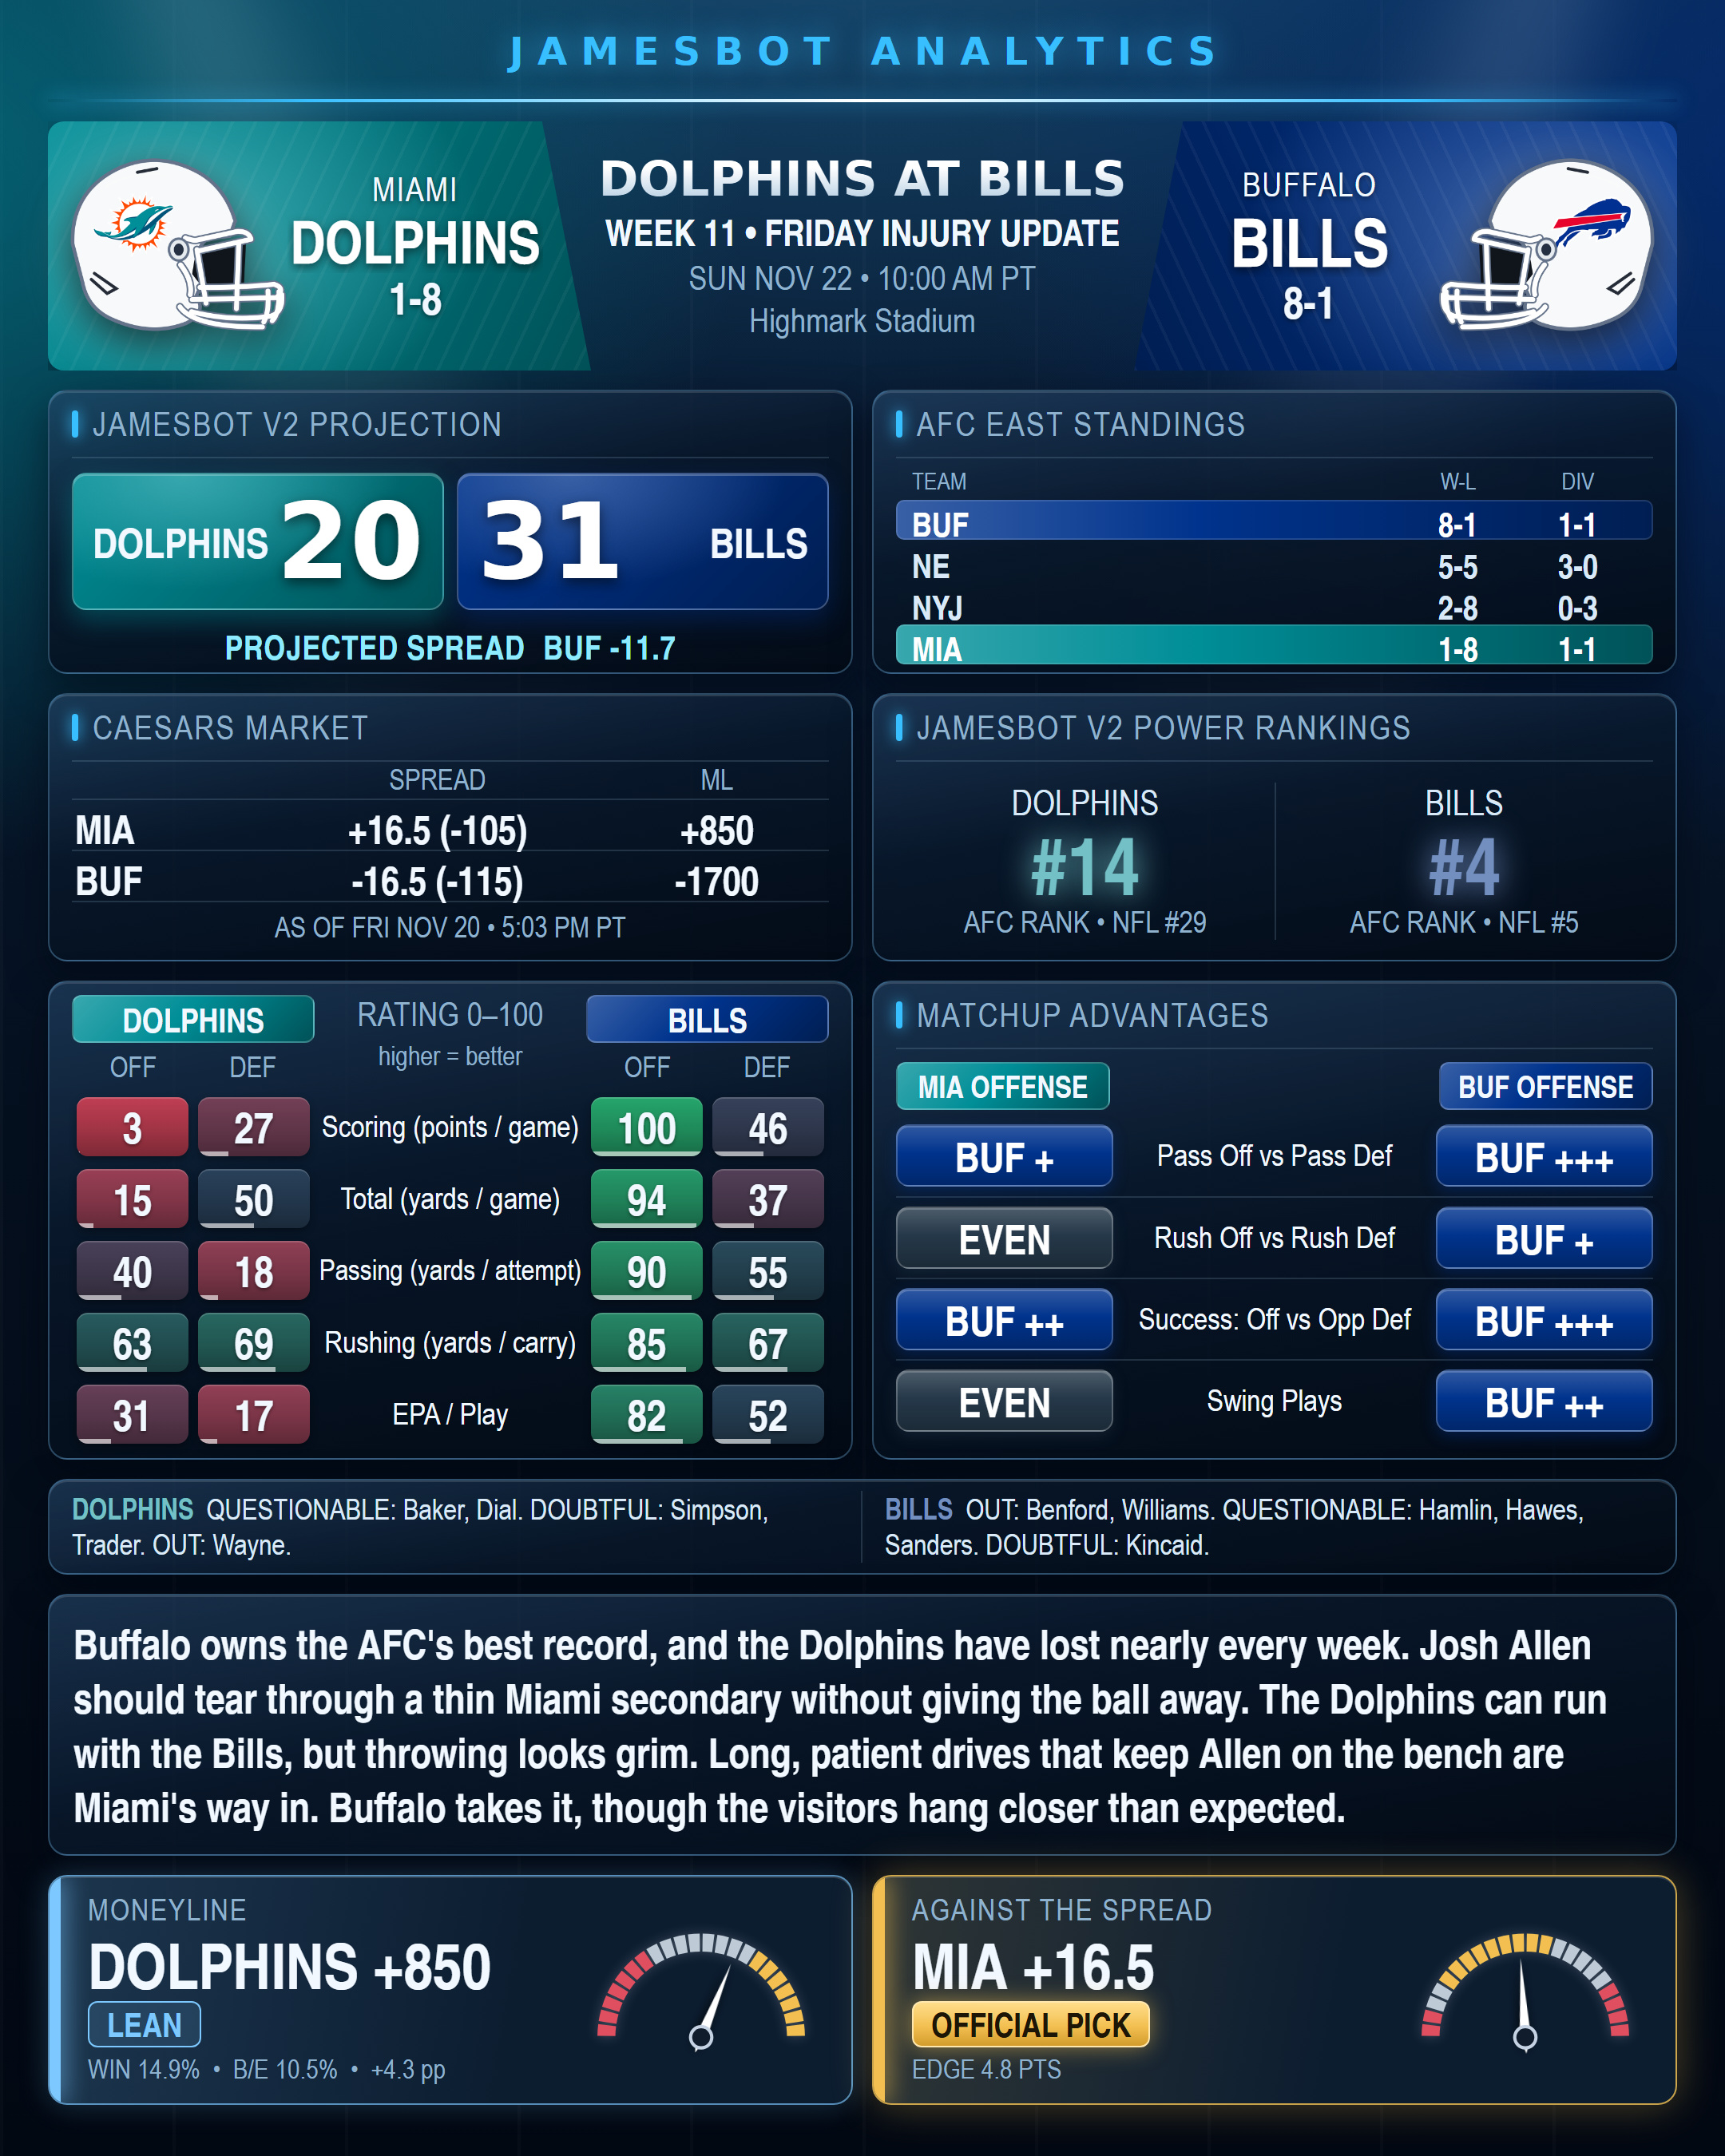 JAMESBOT ANALYTICS
MIAMI
DOLPHINS
1-8
DOLPHINS AT BILLS
WEEK 11 • FRIDAY INJURY UPDATE
SUN NOV 22 • 10:00 AM PT
Highmark Stadium
BUFFALO
BILLS
8-1
JAMESBOT V2 PROJECTION
DOLPHINS 20 31 BILLS
PROJECTED SPREAD BUF -11.7
AFC EAST STANDINGS
TEAM W-L DIV
BUF 8-1 1-1
NE 5-5 3-0
NYJ 2-8 0-3
MIA 1-8 1-1
CAESARS MARKET
SPREAD ML
MIA +16.5 (-105) +850
BUF -16.5 (-115) -1700
AS OF FRI NOV 20 • 5:03 PM PT
JAMESBOT V2 POWER RANKINGS
DOLPHINS BILLS
#14 #4
AFC RANK • NFL #29 AFC RANK • NFL #5
DOLPHINS RATING 0–100 BILLS
OFF DEF higher = better OFF DEF
3 27 Scoring (points / game) 100 46
15 50 Total (yards / game) 94 37
40 18 Passing (yards / attempt) 90 55
63 69 Rushing (yards / carry) 85 67
31 17 EPA / Play 82 52
MATCHUP ADVANTAGES
MIA OFFENSE BUF OFFENSE
BUF + Pass Off vs Pass Def BUF +++
EVEN Rush Off vs Rush Def BUF +
BUF ++ Success: Off vs Opp Def BUF +++
EVEN Swing Plays BUF ++
DOLPHINS QUESTIONABLE: Baker, Dial. DOUBTFUL: Simpson,
Trader. OUT: Wayne.
BILLS OUT: Benford, Williams. QUESTIONABLE: Hamlin, Hawes,
Sanders. DOUBTFUL: Kincaid.
Buffalo owns the AFC's best record, and the Dolphins have lost nearly every week. Josh Allen
should tear through a thin Miami secondary without giving the ball away. The Dolphins can run
with the Bills, but throwing looks grim. Long, patient drives that keep Allen on the bench are
Miami's way in. Buffalo takes it, though the visitors hang closer than expected.
MONEYLINE
DOLPHINS +850
LEAN
WIN 14.9% • B/E 10.5% • +4.3 pp
AGAINST THE SPREAD
MIA +16.5
OFFICIAL PICK
EDGE 4.8 PTS